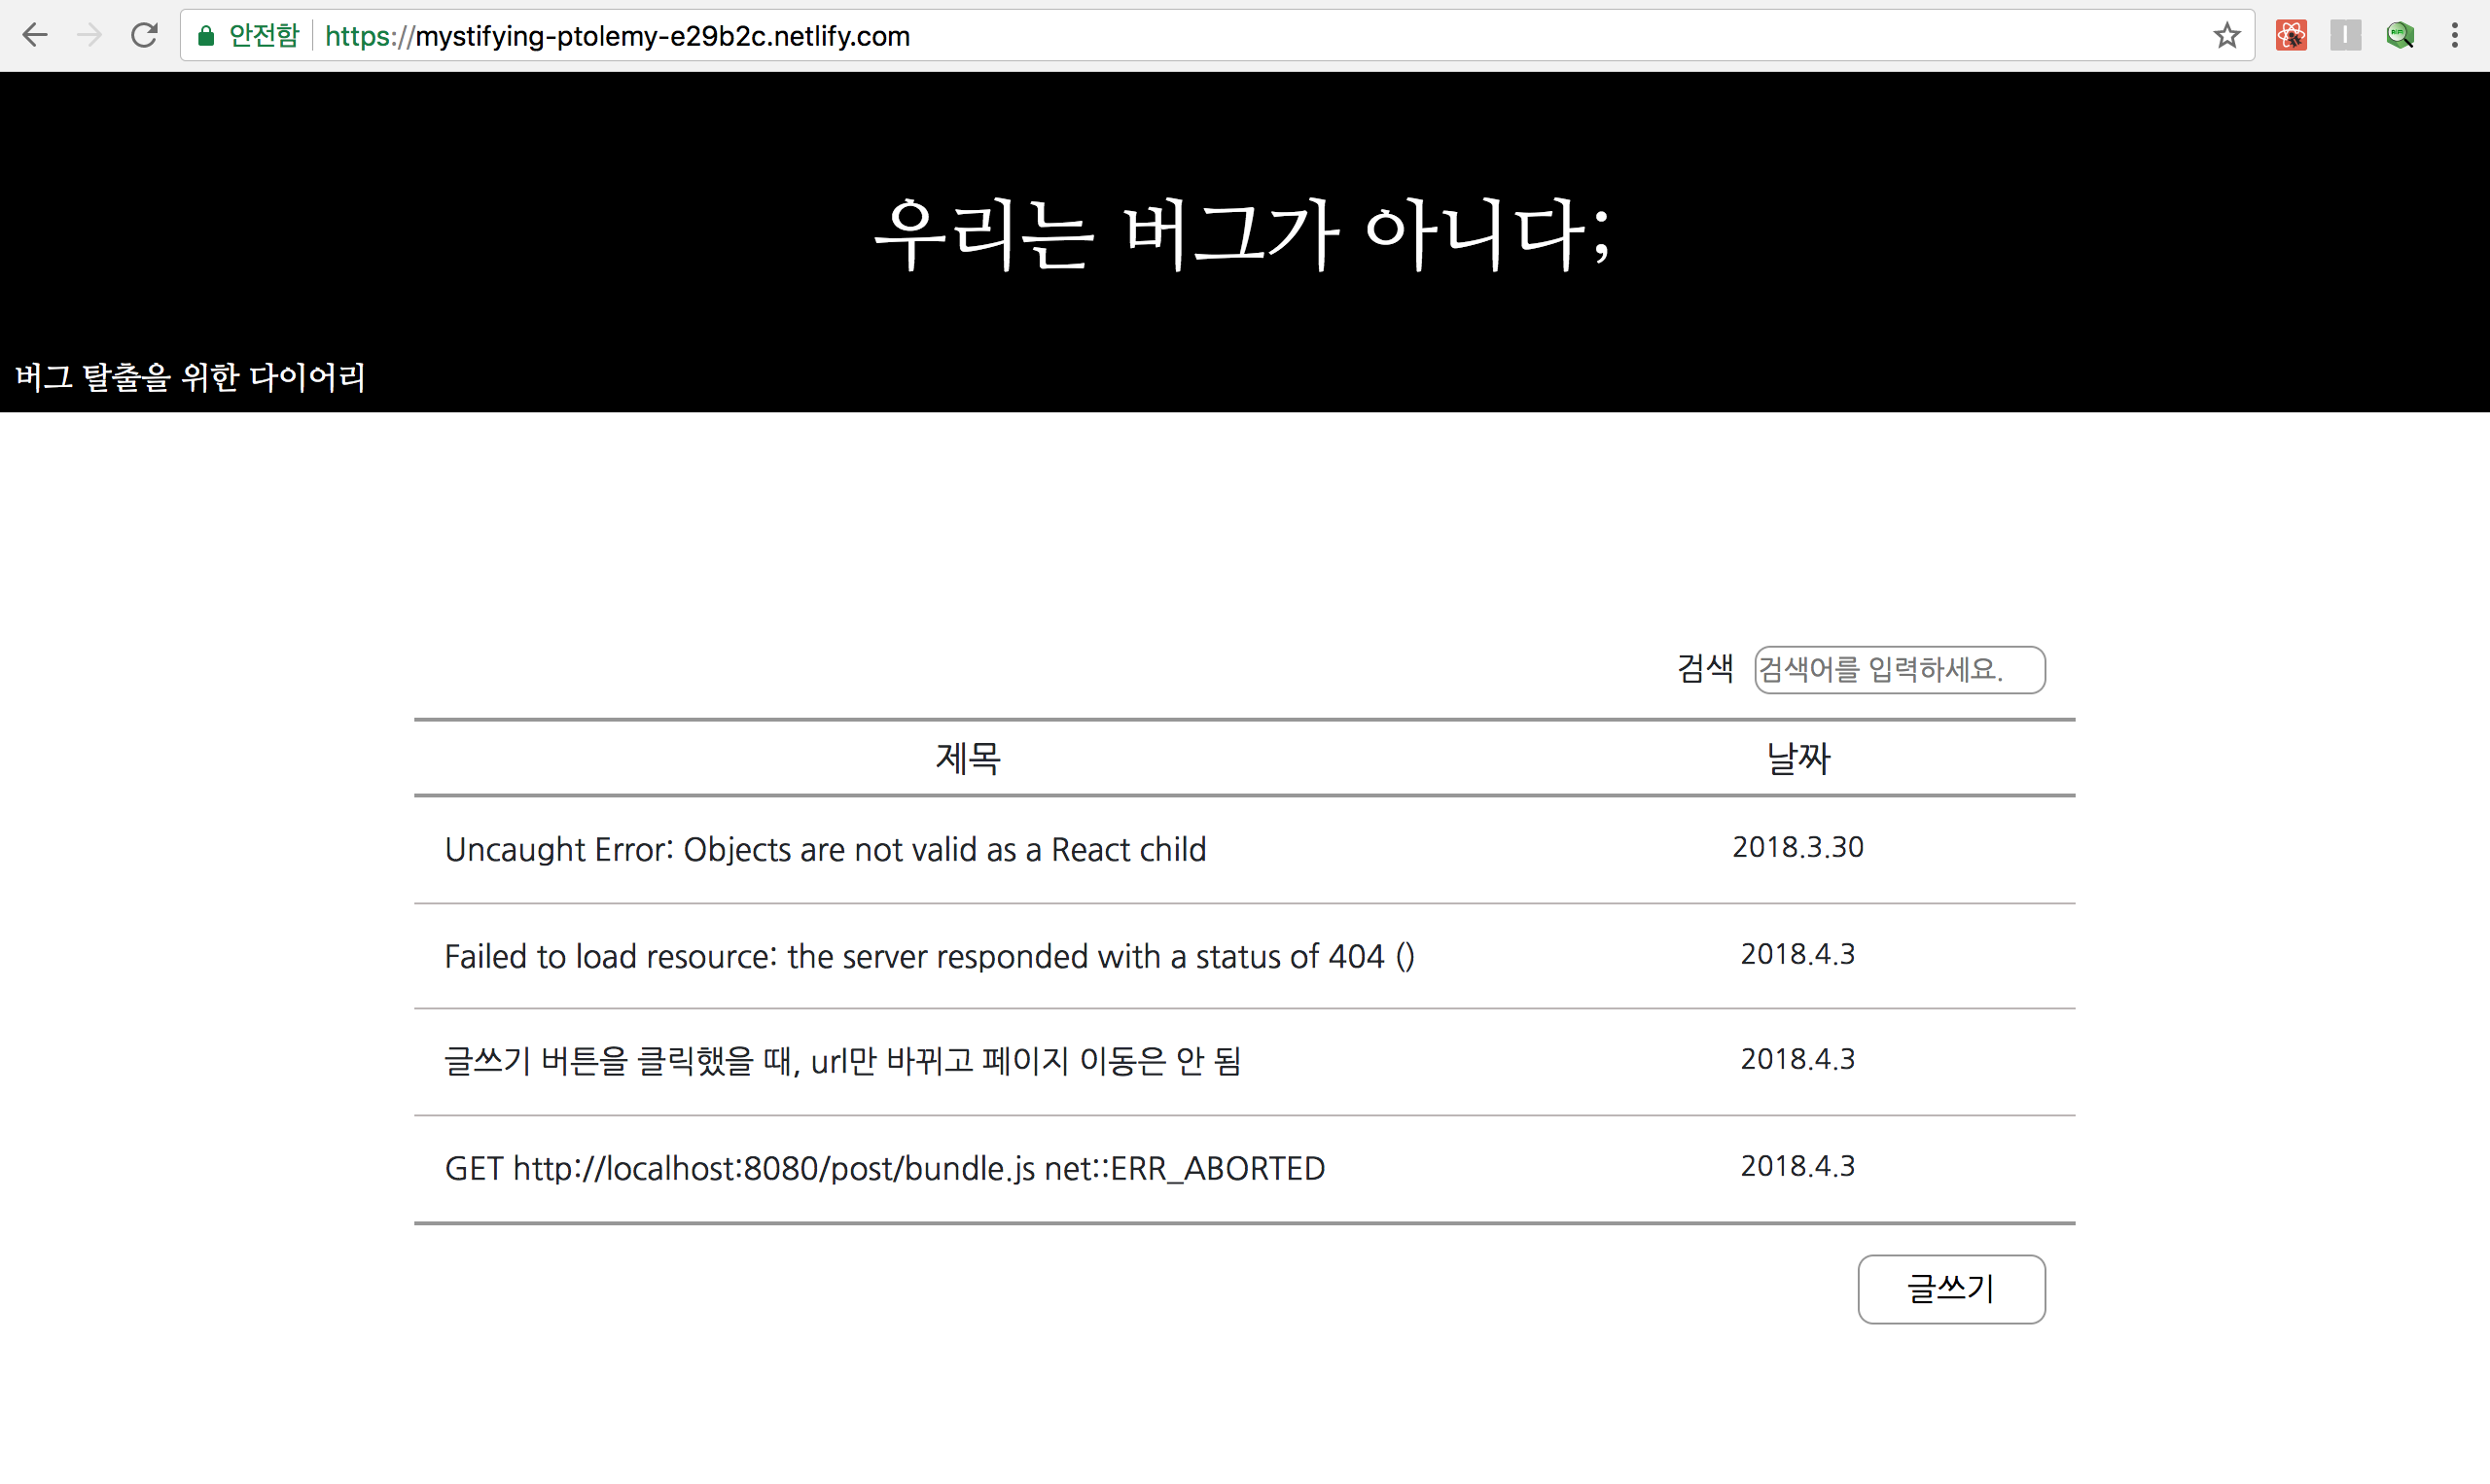 안전함 https://mystifying-ptolemy-e29b2c.netlify.com
우리는 버그가 아니다;
버그 탈출을 위한 다이어리
검색 검색어를 입력하세요.
제목 날짜
Uncaught Error: Objects are not valid as a React child 2018.3.30
Failed to load resource: the server responded with a status of 404 () 2018.4.3
글쓰기 버튼을 클릭했을 때, url만 바뀌고 페이지 이동은 안 됨 2018.4.3
GET http://localhost:8080/post/bundle.js net::ERR_ABORTED 2018.4.3
글쓰기